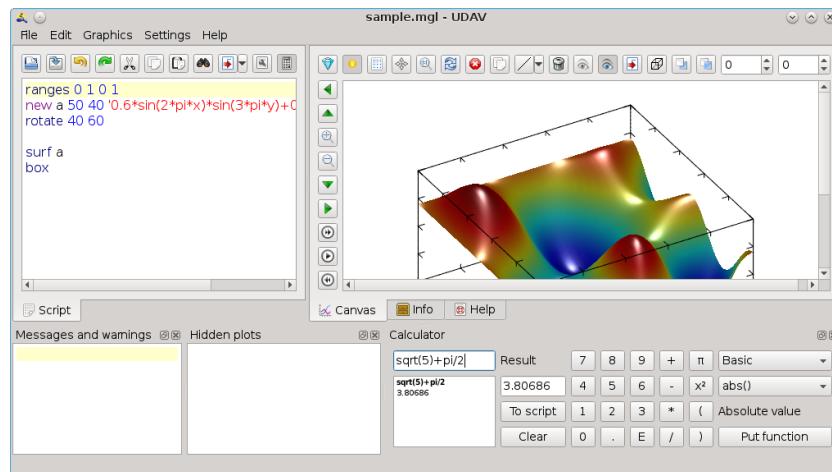 sample.mgl - UDAV
File Edit Graphics Settings Help
0 0
ranges 0 1 0 1
new a 50 40 '0.6*sin(2*pi*x)*sin(3*pi*y)+0
rotate 40 60
surf a
box
Script
Canvas Info Help
Messages and warnings Hidden plots Calculator
sqrt(5)+pi/2 Result 7 8 9 + π Basic
sqrt(5)+pi/2
3.80686
3.80686 4 5 6 - x² abs()
To script 1 2 3 * ( Absolute value
Clear 0 . E / ) Put function